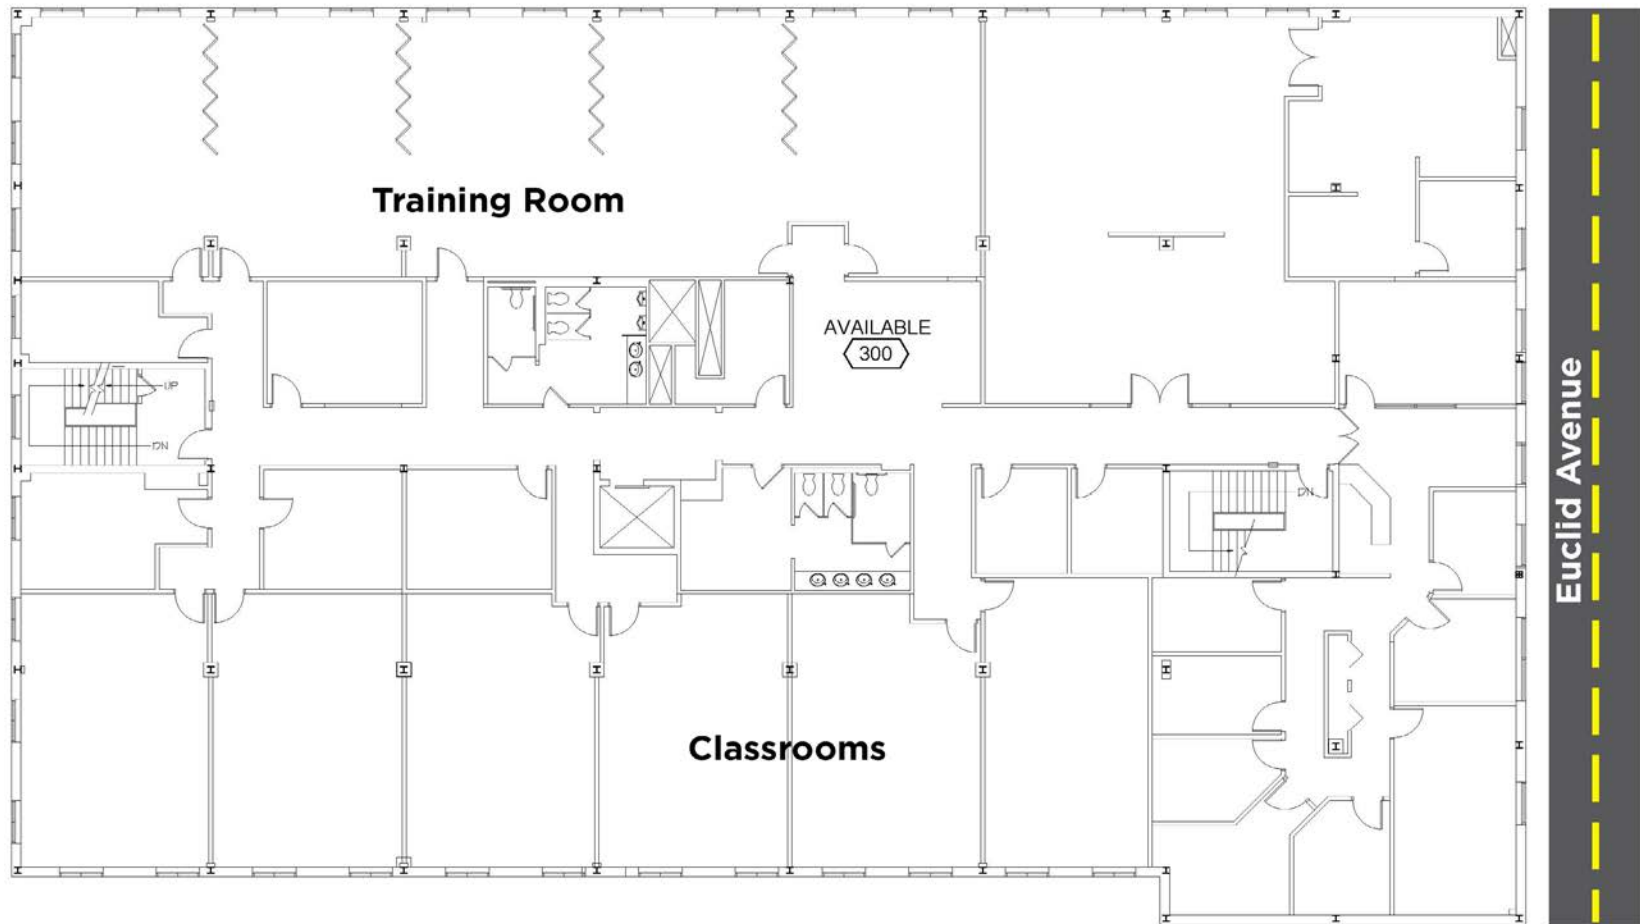 Training Room
AVAILABLE
300
UP
DN
DN
Classrooms
Euclid Avenue